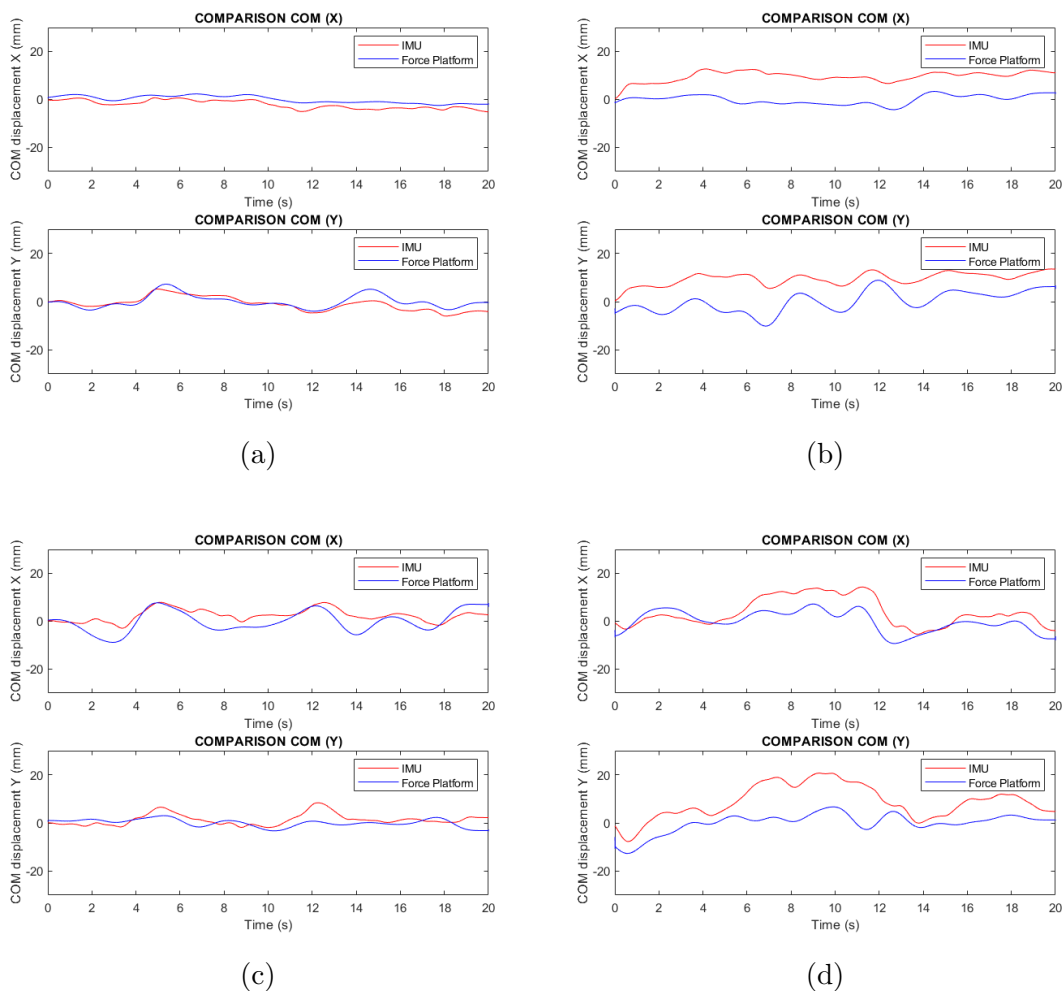 COMPARISON COM (X)
COM displacement X (mm)
20
0
-20
IMU
Force Platform
0 2 4 6 8 10 12 14 16 18 20
Time (s)
COMPARISON COM (Y)
COM displacement Y (mm)
20
0
-20
IMU
Force Platform
0 2 4 6 8 10 12 14 16 18 20
Time (s)
(a)
COMPARISON COM (X)
COM displacement X (mm)
20
0
-20
IMU
Force Platform
0 2 4 6 8 10 12 14 16 18 20
Time (s)
COMPARISON COM (Y)
COM displacement Y (mm)
20
0
-20
IMU
Force Platform
0 2 4 6 8 10 12 14 16 18 20
Time (s)
(b)
COMPARISON COM (X)
COM displacement X (mm)
20
0
-20
IMU
Force Platform
0 2 4 6 8 10 12 14 16 18 20
Time (s)
COMPARISON COM (Y)
COM displacement Y (mm)
20
0
-20
IMU
Force Platform
0 2 4 6 8 10 12 14 16 18 20
Time (s)
(c)
COMPARISON COM (X)
COM displacement X (mm)
20
0
-20
IMU
Force Platform
0 2 4 6 8 10 12 14 16 18 20
Time (s)
COMPARISON COM (Y)
COM displacement Y (mm)
20
0
-20
IMU
Force Platform
0 2 4 6 8 10 12 14 16 18 20
Time (s)
(d)